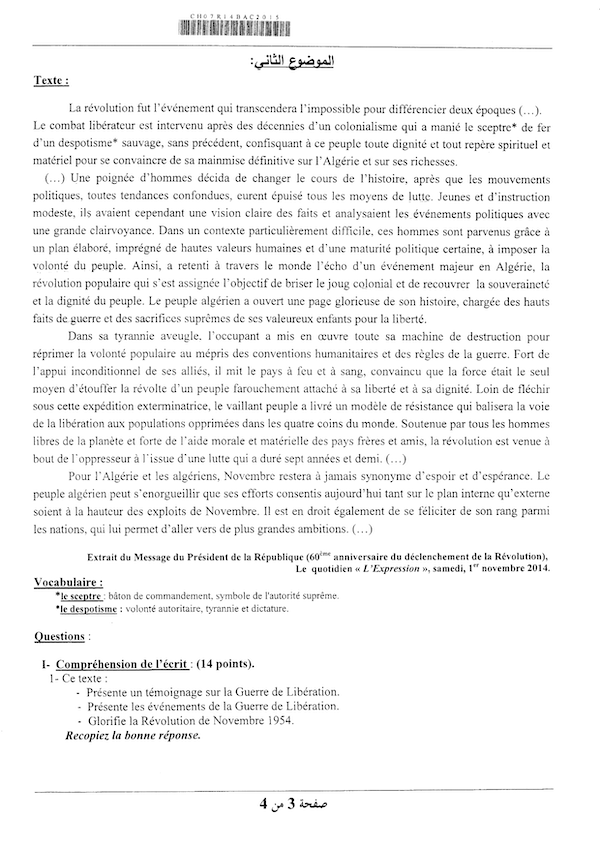 CH07R14BAC2015
الموضوع الثاني:
Texte :
La révolution fut l'événement qui transcendera l'impossible pour différencier deux époques (…).
Le combat libérateur est intervenu après des décennies d'un colonialisme qui a manié le sceptre* de fer
d'un despotisme* sauvage, sans précédent, confisquant à ce peuple toute dignité et tout repère spirituel et
matériel pour se convaincre de sa mainmise définitive sur l'Algérie et sur ses richesses.
(…) Une poignée d'hommes décida de changer le cours de l'histoire, après que les mouvements
politiques, toutes tendances confondues, eurent épuisé tous les moyens de lutte. Jeunes et d'instruction
modeste, ils avaient cependant une vision claire des faits et analysaient les événements politiques avec
une grande clairvoyance. Dans un contexte particulièrement difficile, ces hommes sont parvenus grâce à
un plan élaboré, imprégné de hautes valeurs humaines et d'une maturité politique certaine, à imposer la
volonté du peuple. Ainsi, a retenti à travers le monde l'écho d'un événement majeur en Algérie, la
révolution populaire qui s'est assignée l'objectif de briser le joug colonial et de recouvrer la souveraineté
et la dignité du peuple. Le peuple algérien a ouvert une page glorieuse de son histoire, chargée des hauts
faits de guerre et des sacrifices suprêmes de ses valeureux enfants pour la liberté.
Dans sa tyrannie aveugle, l'occupant a mis en œuvre toute sa machine de destruction pour
réprimer la volonté populaire au mépris des conventions humanitaires et des règles de la guerre. Fort de
l'appui inconditionnel de ses alliés, il mit le pays à feu et à sang, convaincu que la force était le seul
moyen d'étouffer la révolte d'un peuple farouchement attaché à sa liberté et à sa dignité. Loin de fléchir
sous cette expédition exterminatrice, le vaillant peuple a livré un modèle de résistance qui balisera la voie
de la libération aux populations opprimées dans les quatre coins du monde. Soutenue par tous les hommes
libres de la planète et forte de l'aide morale et matérielle des pays frères et amis, la révolution est venue à
bout de l'oppresseur à l'issue d'une lutte qui a duré sept années et demi. (…)
Pour l'Algérie et les algériens, Novembre restera à jamais synonyme d'espoir et d'espérance. Le
peuple algérien peut s'enorgueillir que ses efforts consentis aujourd'hui tant sur le plan interne qu'externe
soient à la hauteur des exploits de Novembre. Il est en droit également de se féliciter de son rang parmi
les nations, qui lui permet d'aller vers de plus grandes ambitions. (…)
Extrait du Message du Président de la République (60ème anniversaire du déclenchement de la Révolution),
Le quotidien « L'Expression », samedi, 1er novembre 2014.
Vocabulaire :
*le sceptre : bâton de commandement, symbole de l'autorité suprême.
*le despotisme : volonté autoritaire, tyrannie et dictature.
Questions :
I- Compréhension de l'écrit : (14 points).
1- Ce texte :
- Présente un témoignage sur la Guerre de Libération.
- Présente les événements de la Guerre de Libération.
- Glorifie la Révolution de Novembre 1954.
Recopiez la bonne réponse.
صفحة 3 من 4